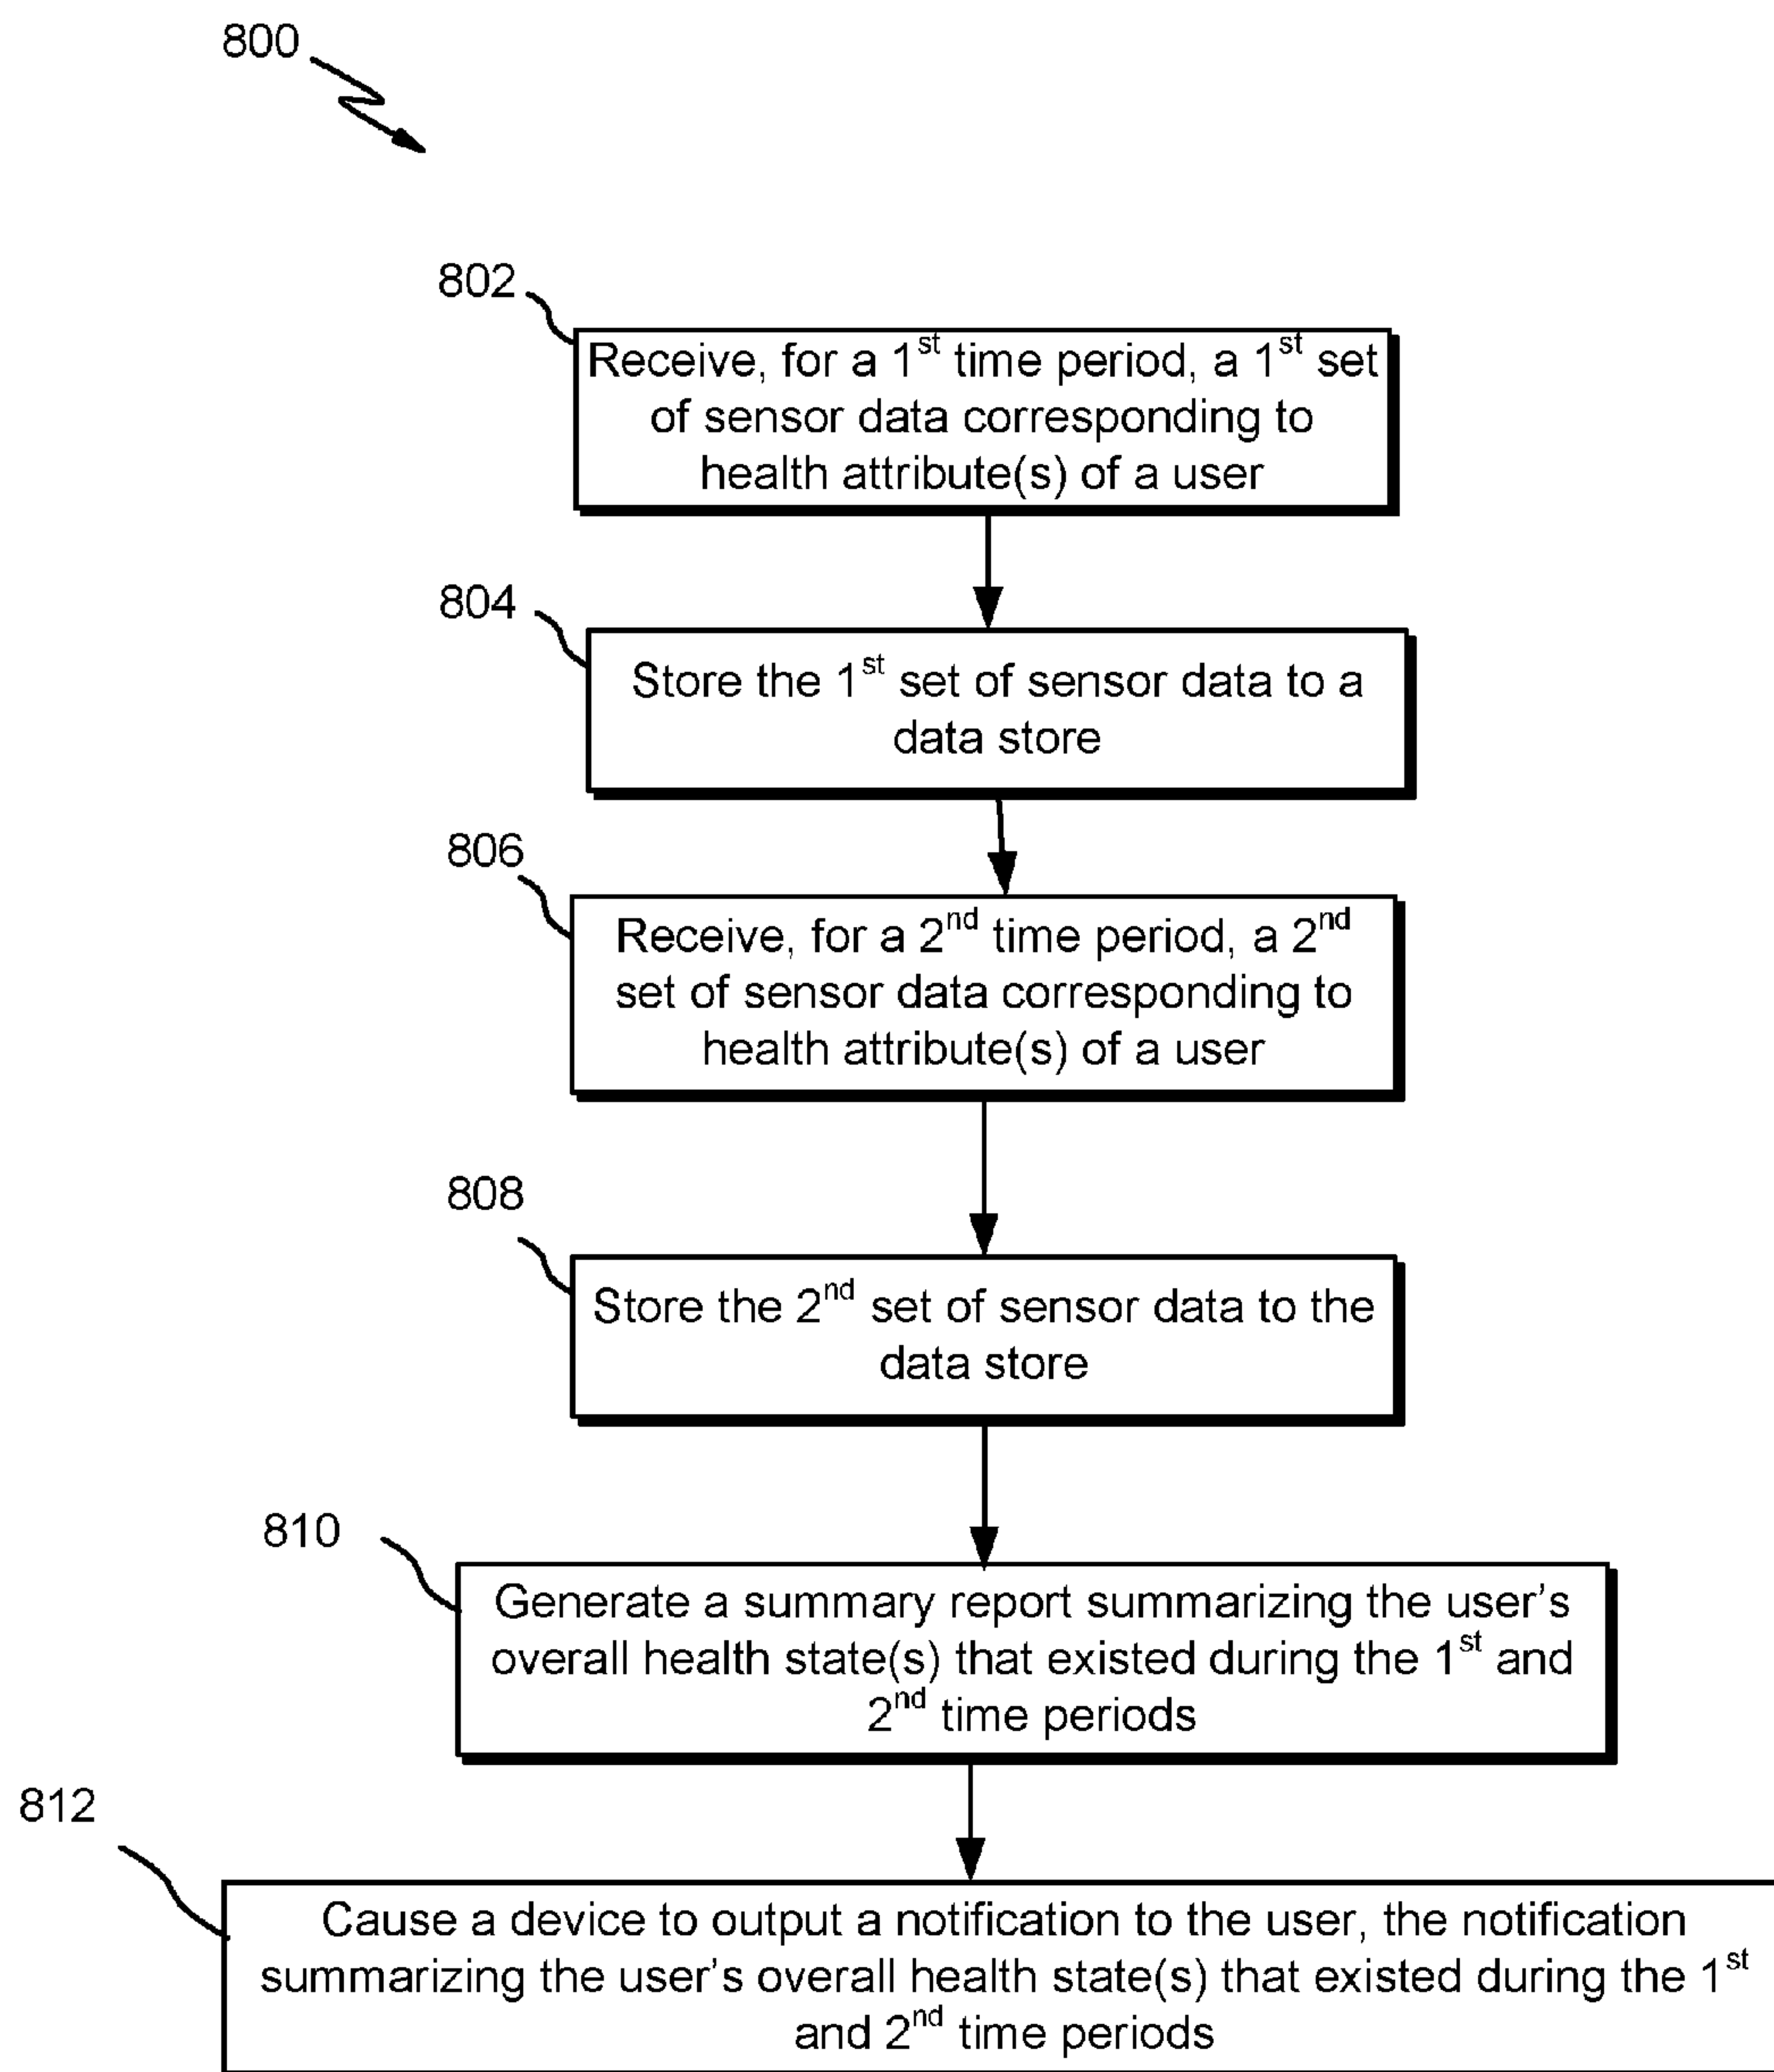 800
802
Receive, for a 1st time period, a 1st set
of sensor data corresponding to
health attribute(s) of a user
804
Store the 1st set of sensor data to a
data store
806
Receive, for a 2nd time period, a 2nd
set of sensor data corresponding to
health attribute(s) of a user
808
Store the 2nd set of sensor data to the
data store
810
Generate a summary report summarizing the user's
overall health state(s) that existed during the 1st and
2nd time periods
812
Cause a device to output a notification to the user, the notification
summarizing the user's overall health state(s) that existed during the 1st
and 2nd time periods